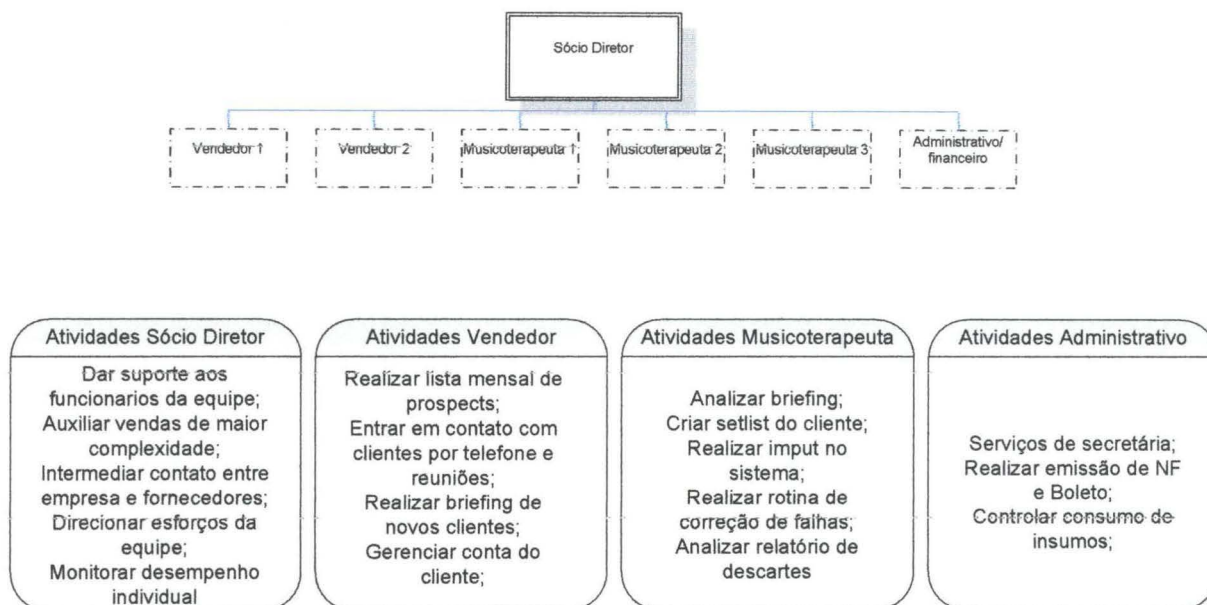 Sócio Diretor
Vendedor 1
Vendedor 2
Musicoterapeuta 1
Musicoterapeuta 2
Musicoterapeuta 3
Administrativo/
financeiro
Atividades Sócio Diretor
Dar suporte aos
funcionarios da equipe;
Auxiliar vendas de maior
complexidade;
Intermediar contato entre
empresa e fornecedores;
Direcionar esforços da
equipe;
Monitorar desempenho
individual
Atividades Vendedor
Realizar lista mensal de
prospects;
Entrar em contato com
clientes por telefone e
reuniões;
Realizar briefing de
novos clientes;
Gerenciar conta do
cliente;
Atividades Musicoterapeuta
Analizar briefing;
Criar setlist do cliente;
Realizar imput no
sistema;
Realizar rotina de
correção de falhas;
Analizar relatório de
descartes
Atividades Administrativo
Serviços de secretária;
Realizar emissão de NF
e Boleto;
Controlar consumo de
insumos;